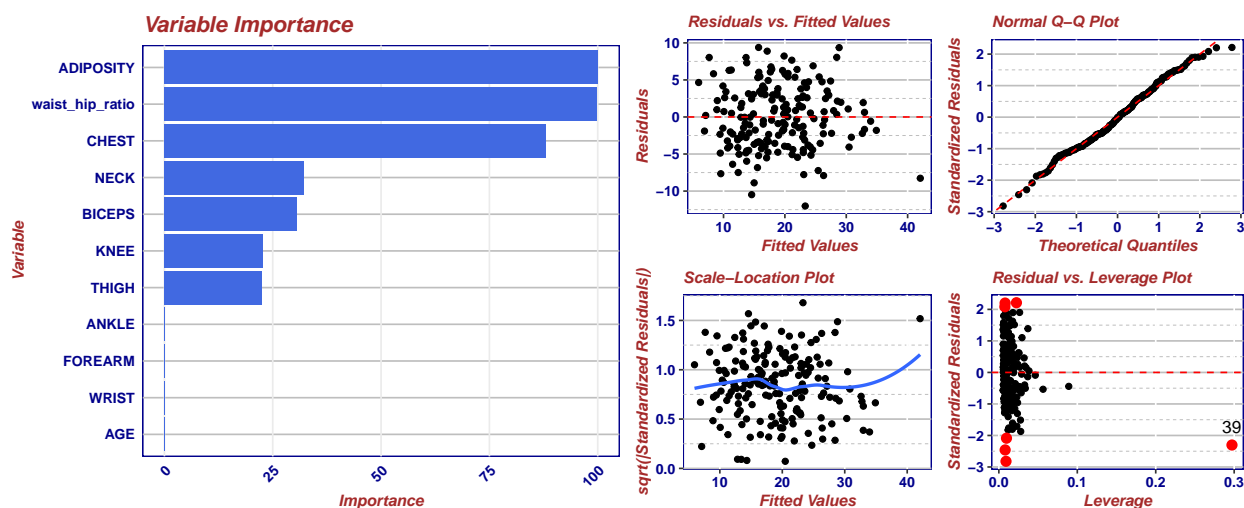 Variable Importance
Variable
ADIPOSITY
waist_hip_ratio
CHEST
NECK
BICEPS
KNEE
THIGH
ANKLE
FOREARM
WRIST
AGE
0 25 50 75 100
Importance
Residuals vs. Fitted Values
Residuals
10
5
0
−5
−10
10 20 30 40
Fitted Values
Normal Q−Q Plot
Standardized Residuals
2
1
0
−1
−2
−3
−3 −2 −1 0 1 2 3
Theoretical Quantiles
Scale−Location Plot
sqrt(|Standardized Residuals|)
1.5
1.0
0.5
0.0
10 20 30 40
Fitted Values
Residual vs. Leverage Plot
Standardized Residuals
2
1
0
−1
−2
−3
39
0.0 0.1 0.2 0.3
Leverage